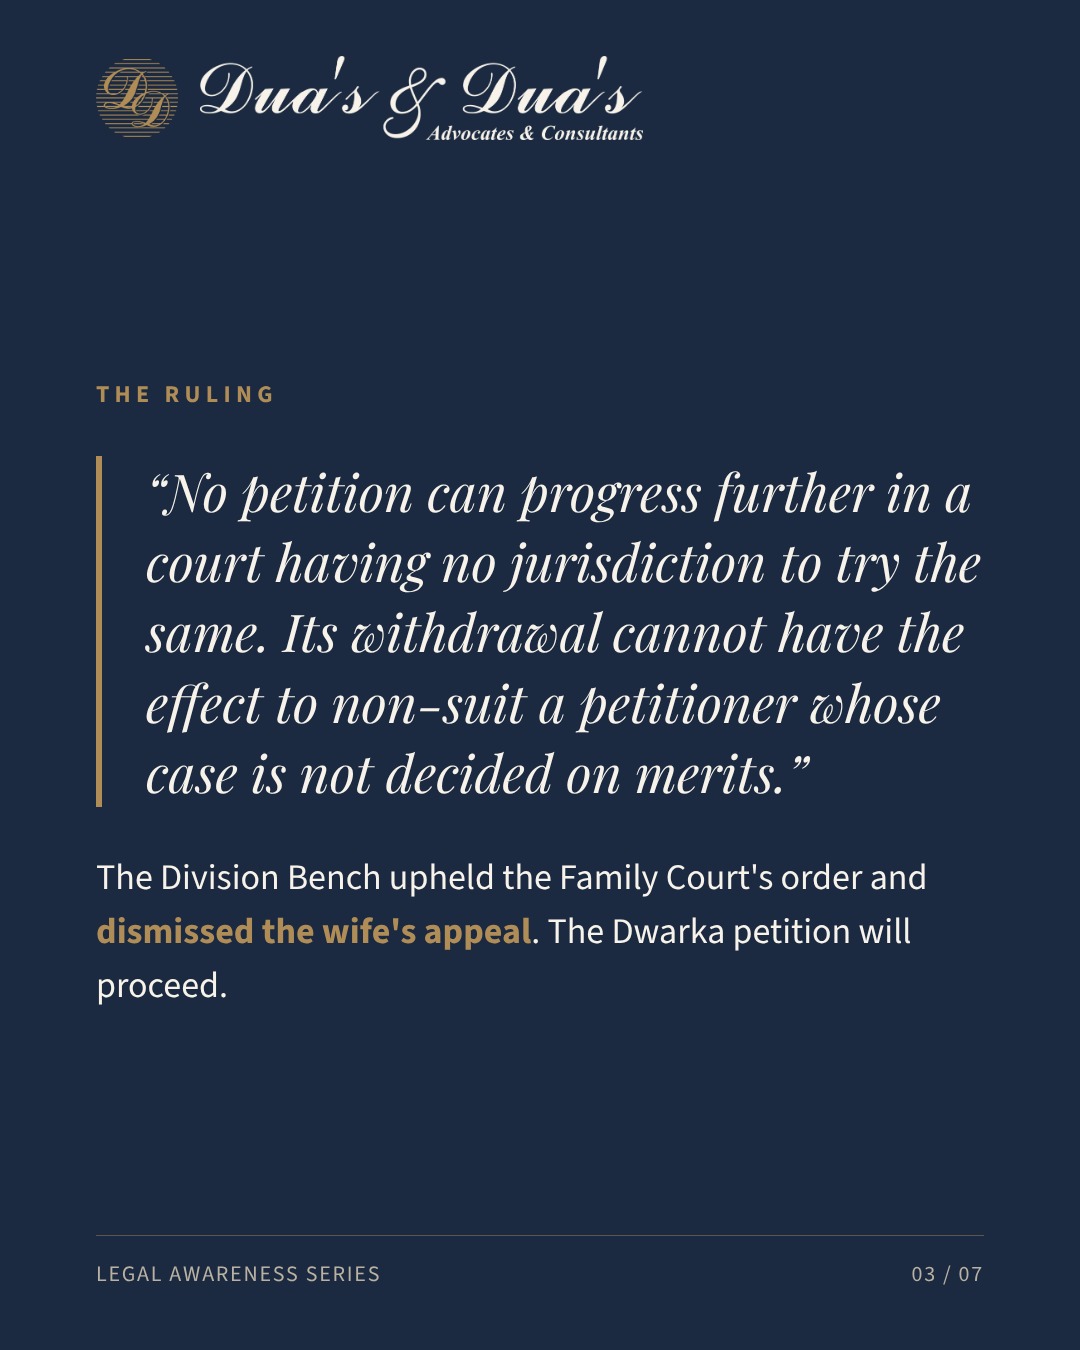 DD
Dua's & Dua's
Advocates & Consultants
THE RULING
“No petition can progress further in a
court having no jurisdiction to try the
same. Its withdrawal cannot have the
effect to non-suit a petitioner whose
case is not decided on merits.”
The Division Bench upheld the Family Court's order and
dismissed the wife's appeal. The Dwarka petition will
proceed.
LEGAL AWARENESS SERIES
03 / 07